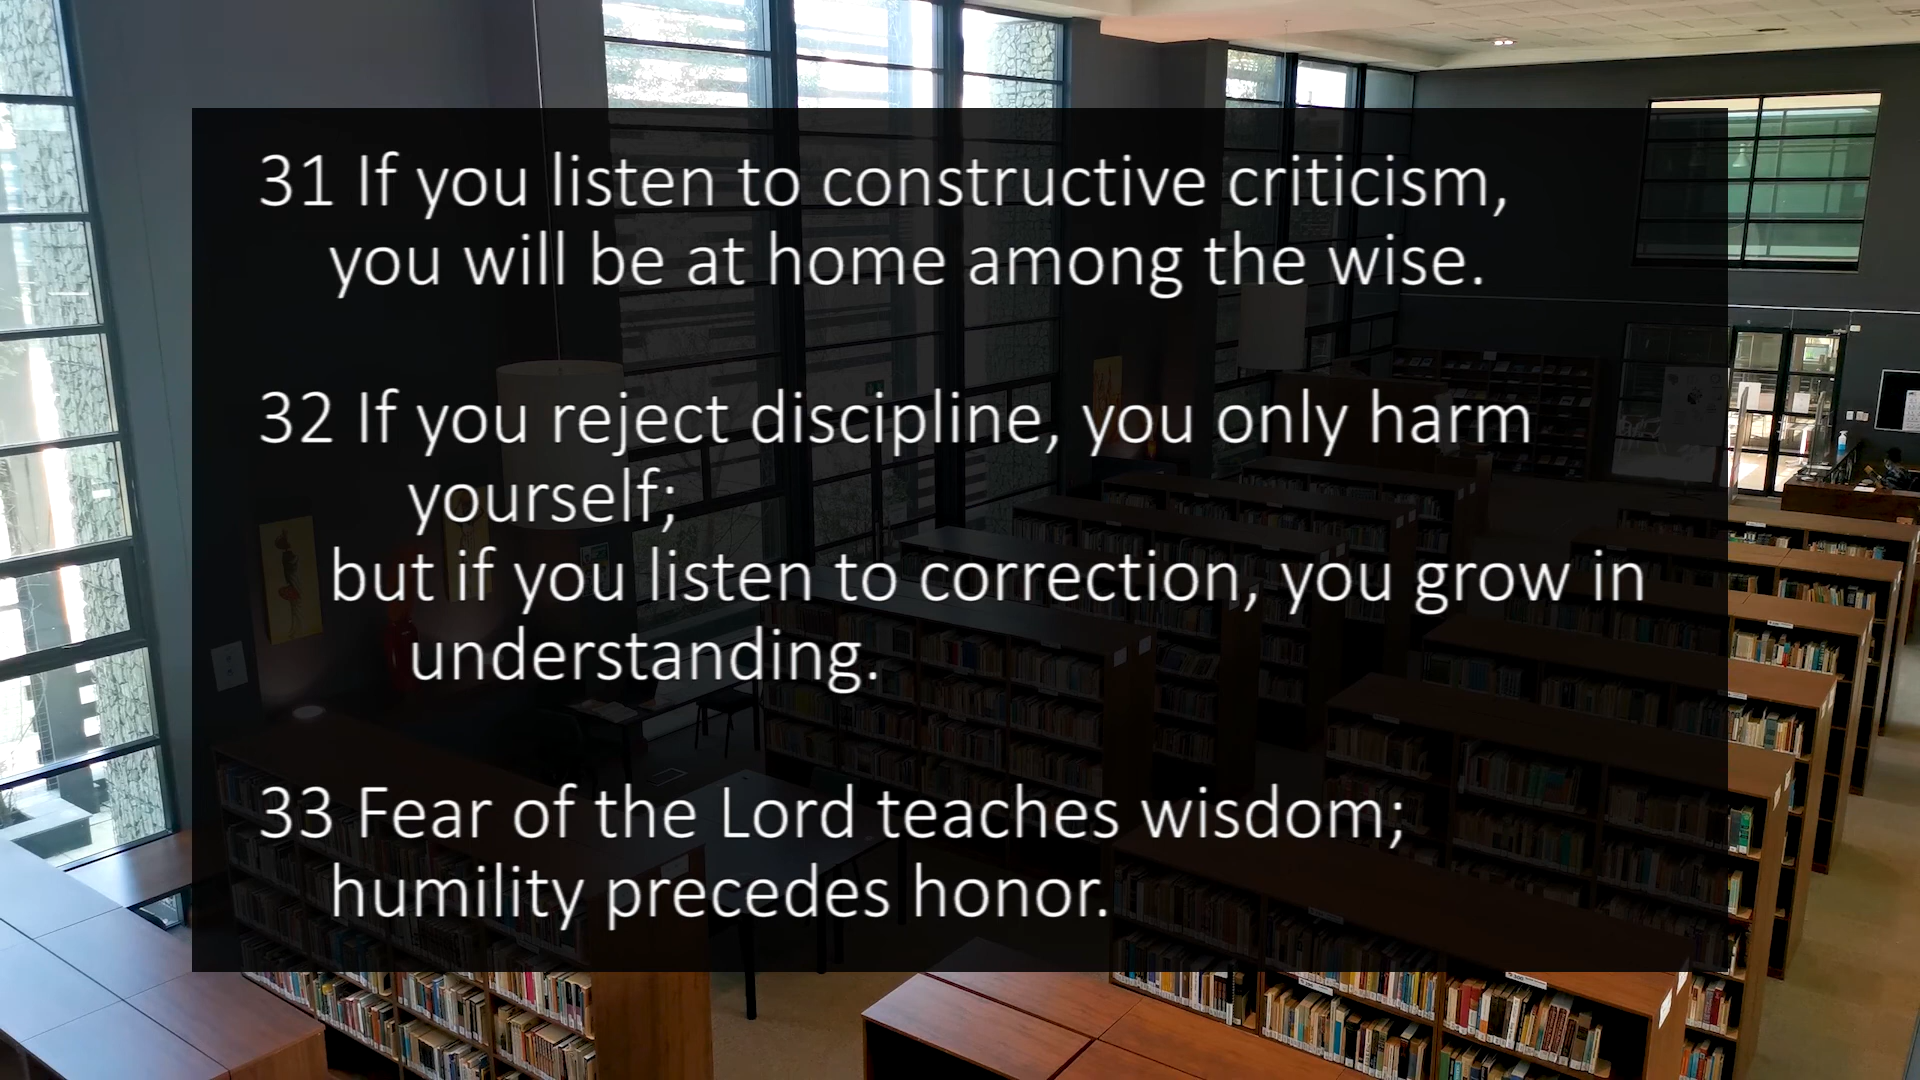 31 If you listen to constructive criticism,
you will be at home among the wise.
32 If you reject discipline, you only harm
yourself;
but if you listen to correction, you grow in
understanding.
33 Fear of the Lord teaches wisdom;
humility precedes honor.